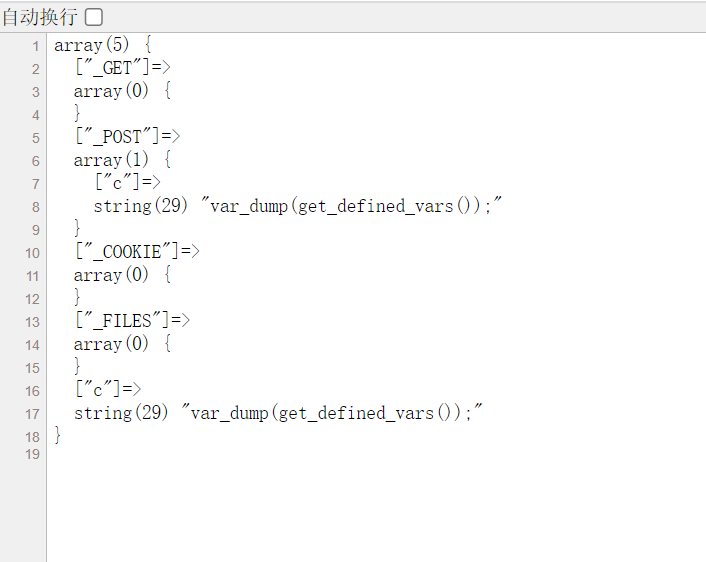 自动换行
1 array(5) {
2   ["_GET"]=>
3   array(0) {
4   }
5   ["_POST"]=>
6   array(1) {
7     ["c"]=>
8     string(29) "var_dump(get_defined_vars());"
9   }
10   ["_COOKIE"]=>
11   array(0) {
12   }
13   ["_FILES"]=>
14   array(0) {
15   }
16   ["c"]=>
17   string(29) "var_dump(get_defined_vars());"
18 }
19